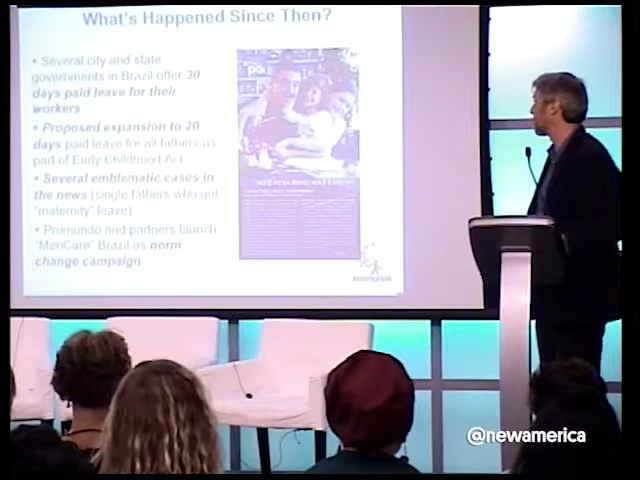 What's Happened Since Then?
• Several city and state
governments in Brazil offer 30
days paid leave for their
workers
• Proposed expansion to 20
days paid leave for all fathers as
part of Early Childhood Act
• Several emblematic cases in
the news (single fathers who got
"maternity" leave)
• Promundo and partners launch
"MenCare" Brazil as norm
change campaign
@newamerica